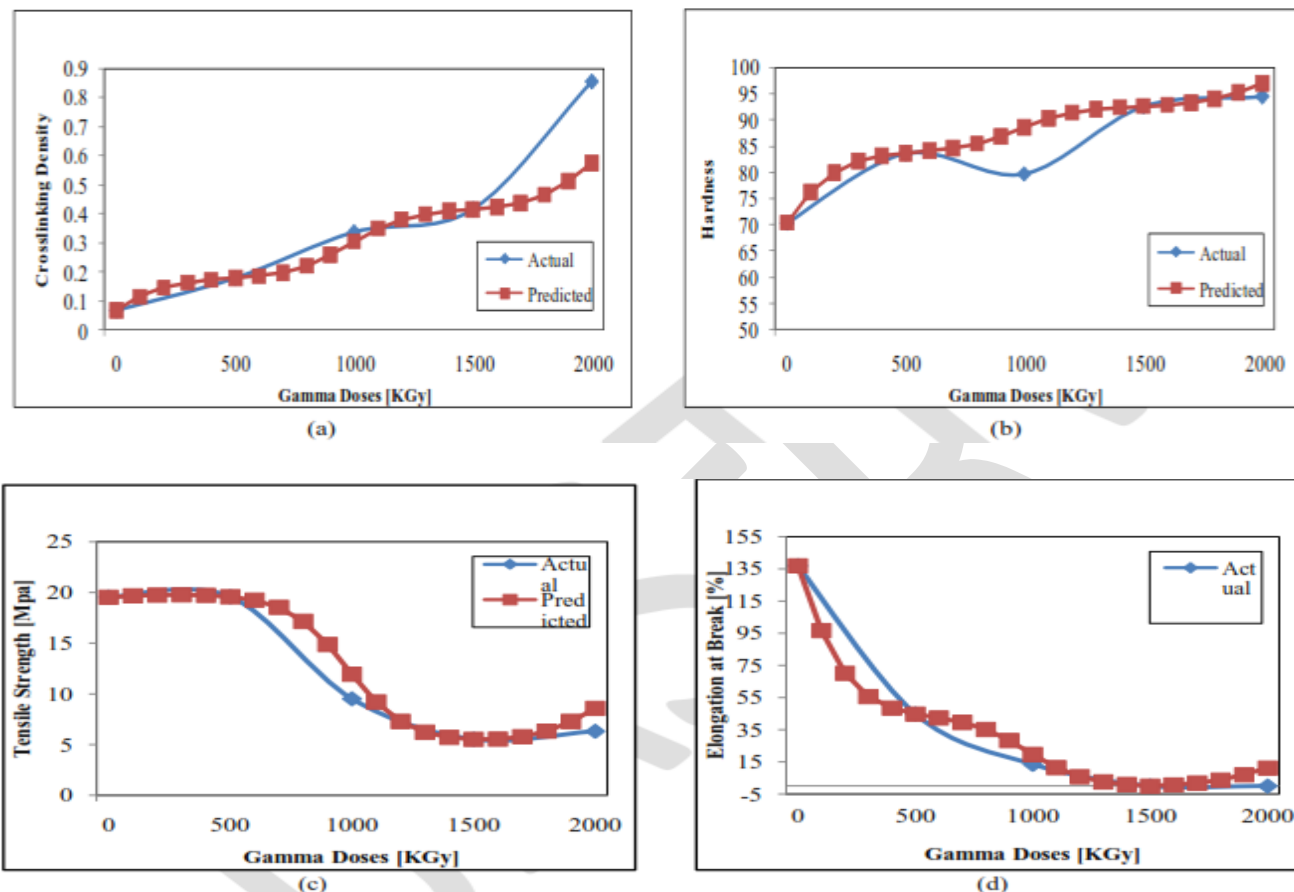 0.9
0.8
0.7
0.6
0.5
0.4
0.3
0.2
0.1
0
Crosslinking Density
Actual
Predicted
0 500 1000 1500 2000
Gamma Doses [KGy]
(a)
100
95
90
85
80
75
70
65
60
55
50
Hardness
Actual
Predicted
0 500 1000 1500 2000
Gamma Doses [KGy]
(b)
25
20
15
10
5
0
Tensile Strength [Mpa]
Actu
al
Pred
icted
0 500 1000 1500 2000
Gamma Doses [KGy]
(c)
155
135
115
95
75
55
35
15
-5
Elongation at Break [%]
Act
ual
0 500 1000 1500 2000
Gamma Doses [KGy]
(d)